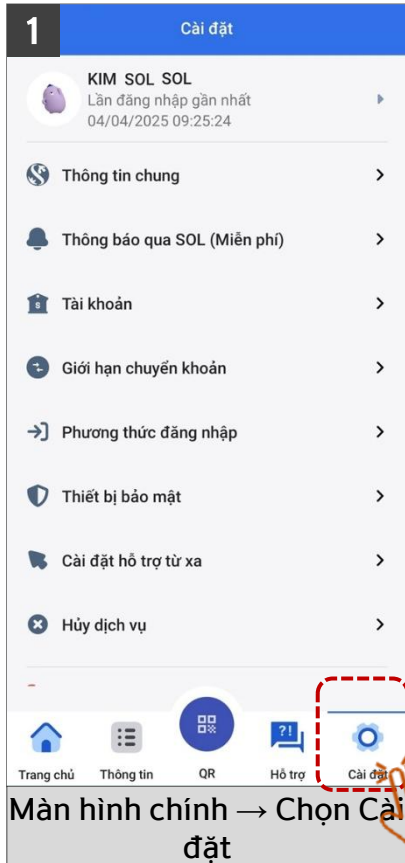 1
Cài đặt
KIM SOL SOL
Lần đăng nhập gần nhất
04/04/2025 09:25:24
Thông tin chung
Thông báo qua SOL (Miễn phí)
Tài khoản
Giới hạn chuyển khoản
Phương thức đăng nhập
Thiết bị bảo mật
Cài đặt hỗ trợ từ xa
Hủy dịch vụ
Trang chủ Thông tin QR Hỗ trợ Cài đặt
Màn hình chính → Chọn Cài
đặt